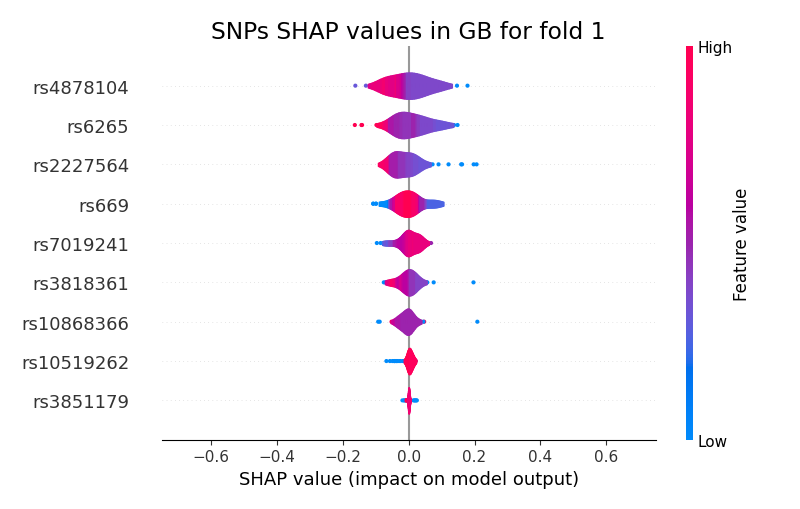 SNPs SHAP values in GB for fold 1
High
rs4878104
rs6265
rs2227564
rs669
rs7019241
rs3818361
rs10868366
rs10519262
rs3851179
Feature value
Low
−0.6 −0.4 −0.2 0.0 0.2 0.4 0.6
SHAP value (impact on model output)